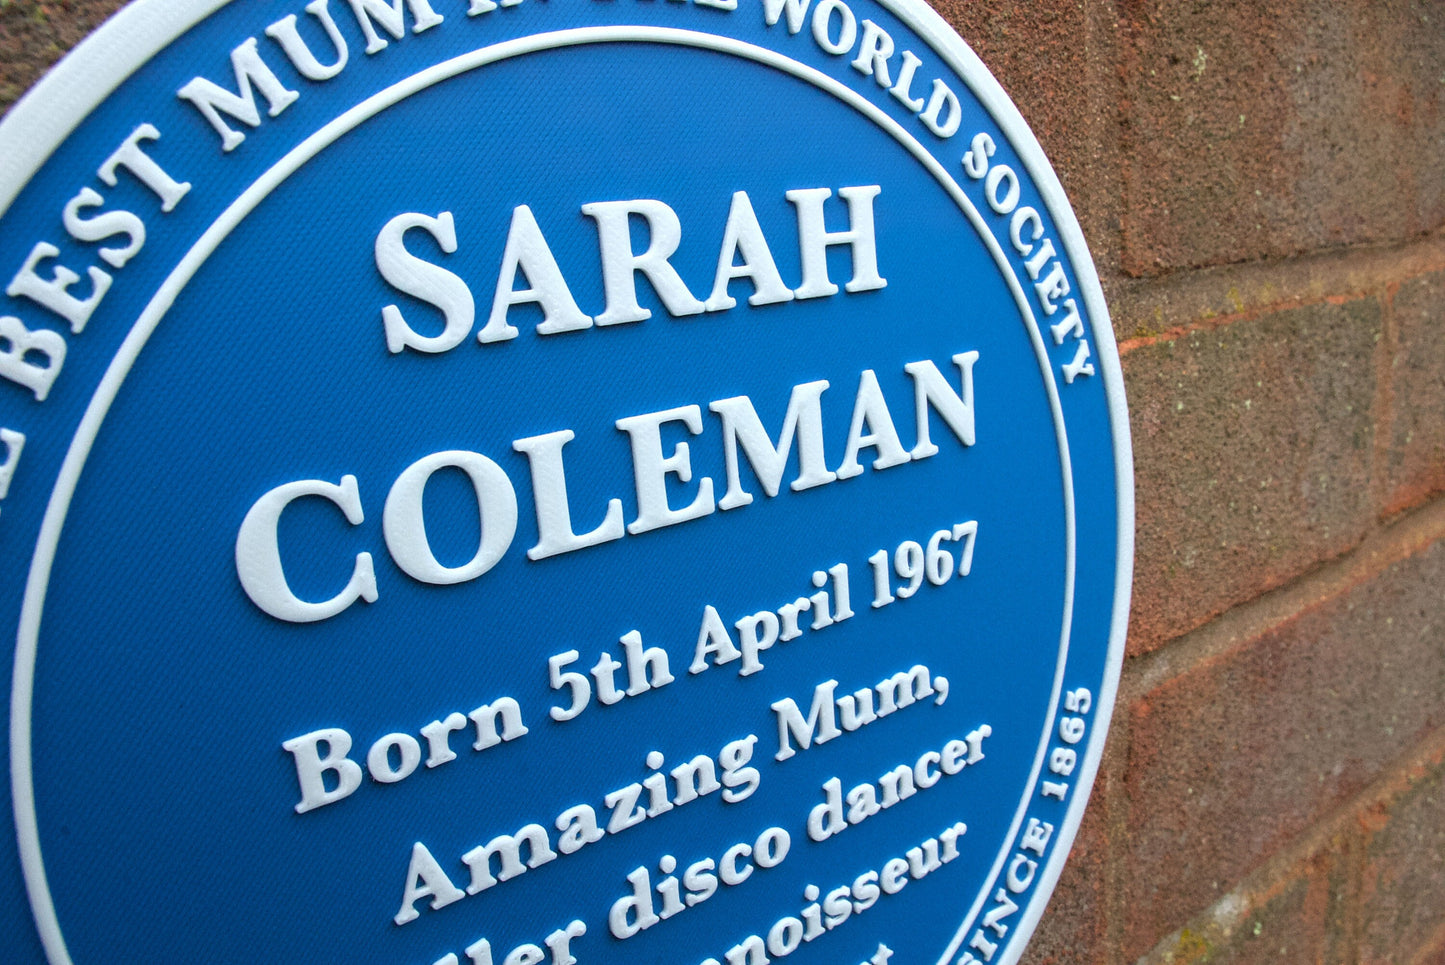 BEST MUM IN THE WORLD SOCIETY
SARAH
COLEMAN
Born 5th April 1967
Amazing Mum,
disco dancer
SINCE 1865